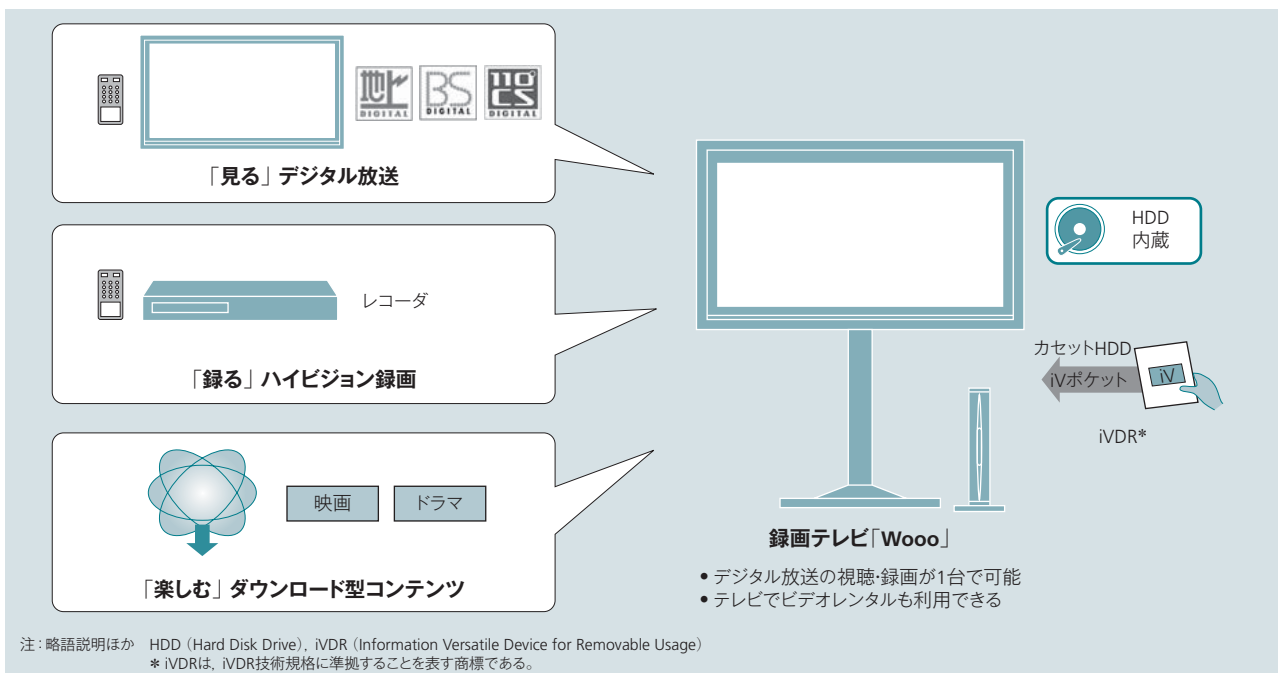 地上
DIGITAL
BS
DIGITAL
110°
CS
DIGITAL
「見る」デジタル放送
レコーダ
「録る」ハイビジョン録画
映画
ドラマ
「楽しむ」ダウンロード型コンテンツ
HDD
内蔵
カセットHDD
iVポケット
iV
iVDR*
録画テレビ「Wooo」
• デジタル放送の視聴・録画が1台で可能
• テレビでビデオレンタルも利用できる
注：略語説明ほか HDD（Hard Disk Drive），iVDR（Information Versatile Device for Removable Usage）
* iVDRは，iVDR技術規格に準拠することを表す商標である。